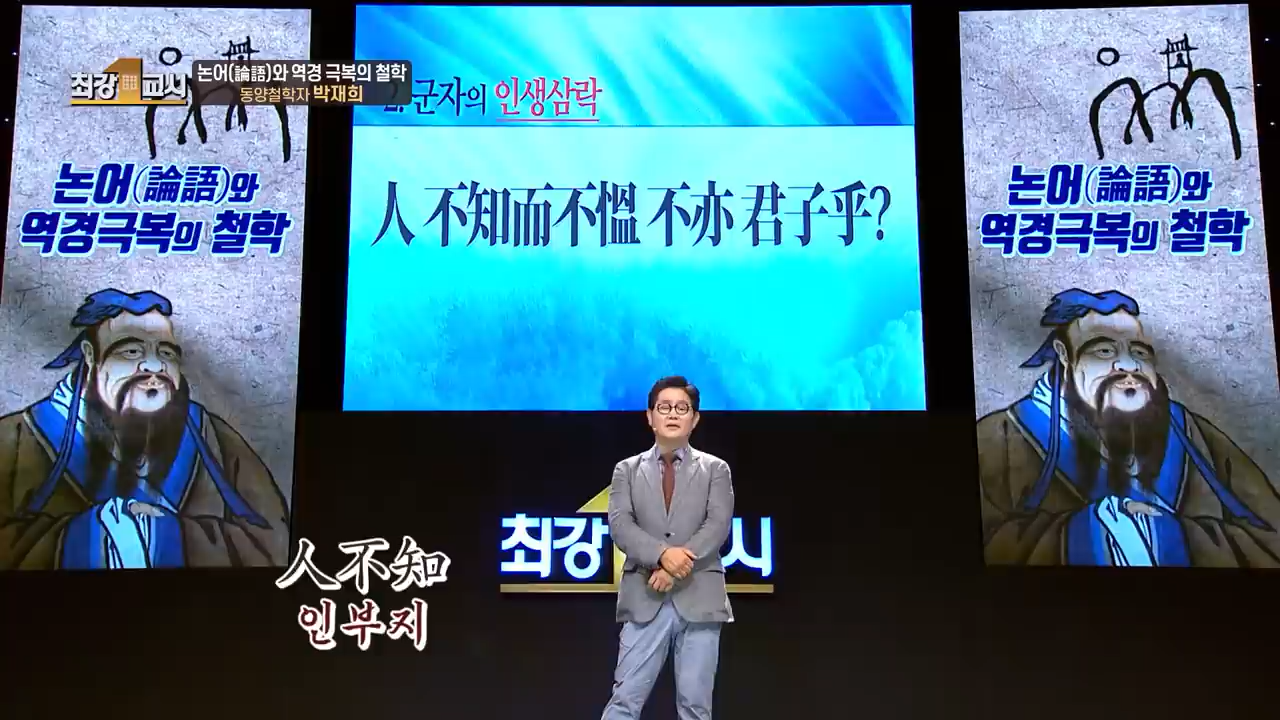 최강1교시
논어(論語)와 역경 극복의 철학
동양철학자 박재희
2. 군자의 인생삼락
人 不知而不慍 不亦 君子乎?
논어(論語)와
역경극복의 철학
논어(論語)와
역경극복의 철학
최강1교시
人不知
인부지